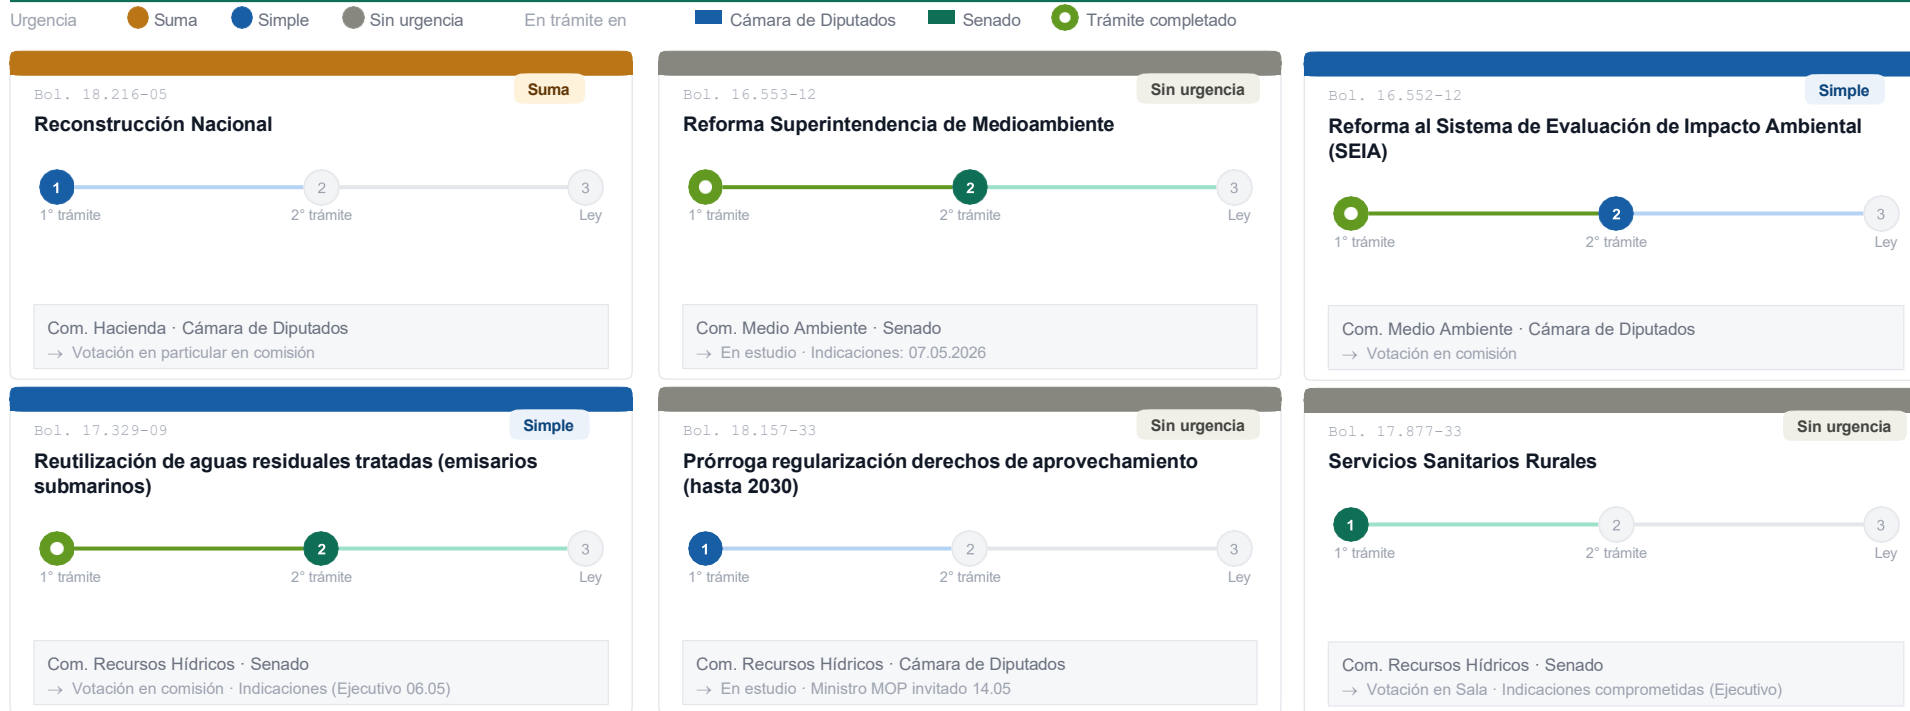 Urgencia Suma Simple Sin urgencia En trámite en Cámara de Diputados Senado Trámite completado
Bol. 18.216-05
Suma
Reconstrucción Nacional
1 2 3
1° trámite 2° trámite Ley
Com. Hacienda · Cámara de Diputados
→ Votación en particular en comisión
Bol. 16.553-12
Sin urgencia
Reforma Superintendencia de Medioambiente
2 3
1° trámite 2° trámite Ley
Com. Medio Ambiente · Senado
→ En estudio · Indicaciones: 07.05.2026
Bol. 16.552-12
Simple
Reforma al Sistema de Evaluación de Impacto Ambiental
(SEIA)
2 3
1° trámite 2° trámite Ley
Com. Medio Ambiente · Cámara de Diputados
→ Votación en comisión
Bol. 17.329-09
Simple
Reutilización de aguas residuales tratadas (emisarios
submarinos)
2 3
1° trámite 2° trámite Ley
Com. Recursos Hídricos · Senado
→ Votación en comisión · Indicaciones (Ejecutivo 06.05)
Bol. 18.157-33
Sin urgencia
Prórroga regularización derechos de aprovechamiento
(hasta 2030)
1 2 3
1° trámite 2° trámite Ley
Com. Recursos Hídricos · Cámara de Diputados
→ En estudio · Ministro MOP invitado 14.05
Bol. 17.877-33
Sin urgencia
Servicios Sanitarios Rurales
1 2 3
1° trámite 2° trámite Ley
Com. Recursos Hídricos · Senado
→ Votación en Sala · Indicaciones comprometidas (Ejecutivo)